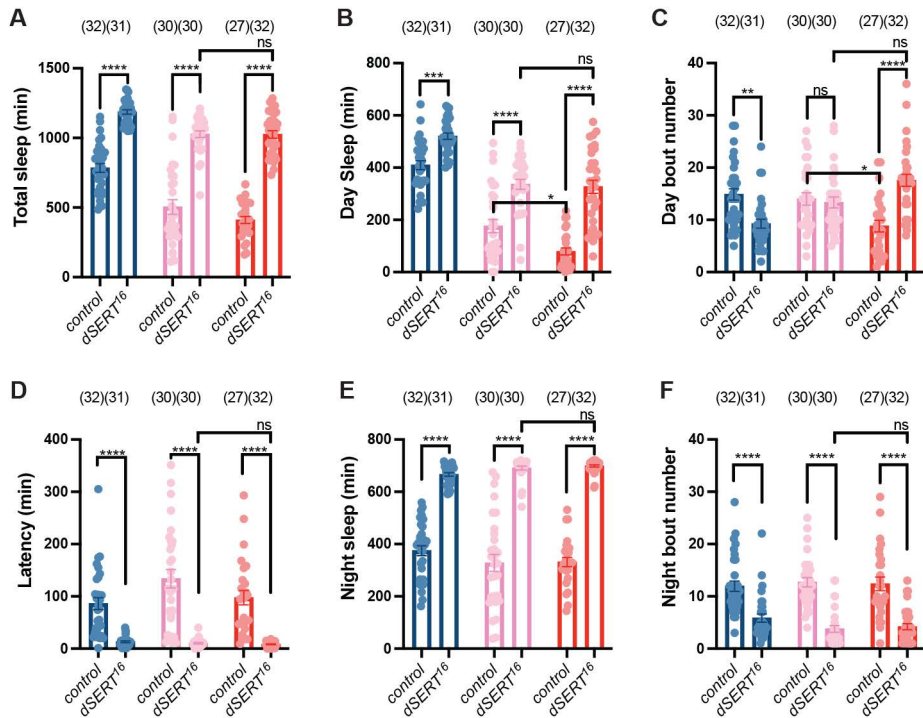 A
(32)(31) (30)(30) (27)(32)
ns
**** **** ****
Total sleep (min)
1500
1000
500
0
control dSERT16 control dSERT16 control dSERT16
B
(32)(31) (30)(30) (27)(32)
ns
*** **** ****
*
Day Sleep (min)
800
600
400
200
0
control dSERT16 control dSERT16 control dSERT16
C
(32)(31) (30)(30) (27)(32)
ns
** ns ****
*
Day bout number
40
30
20
10
0
control dSERT16 control dSERT16 control dSERT16
D
(32)(31) (30)(30) (27)(32)
ns
**** **** ****
Latency (min)
400
300
200
100
0
control dSERT16 control dSERT16 control dSERT16
E
(32)(31) (30)(30) (27)(32)
ns
**** **** ****
Night sleep (min)
800
600
400
200
0
control dSERT16 control dSERT16 control dSERT16
F
(32)(31) (30)(30) (27)(32)
ns
**** **** ****
Night bout number
40
30
20
10
0
control dSERT16 control dSERT16 control dSERT16